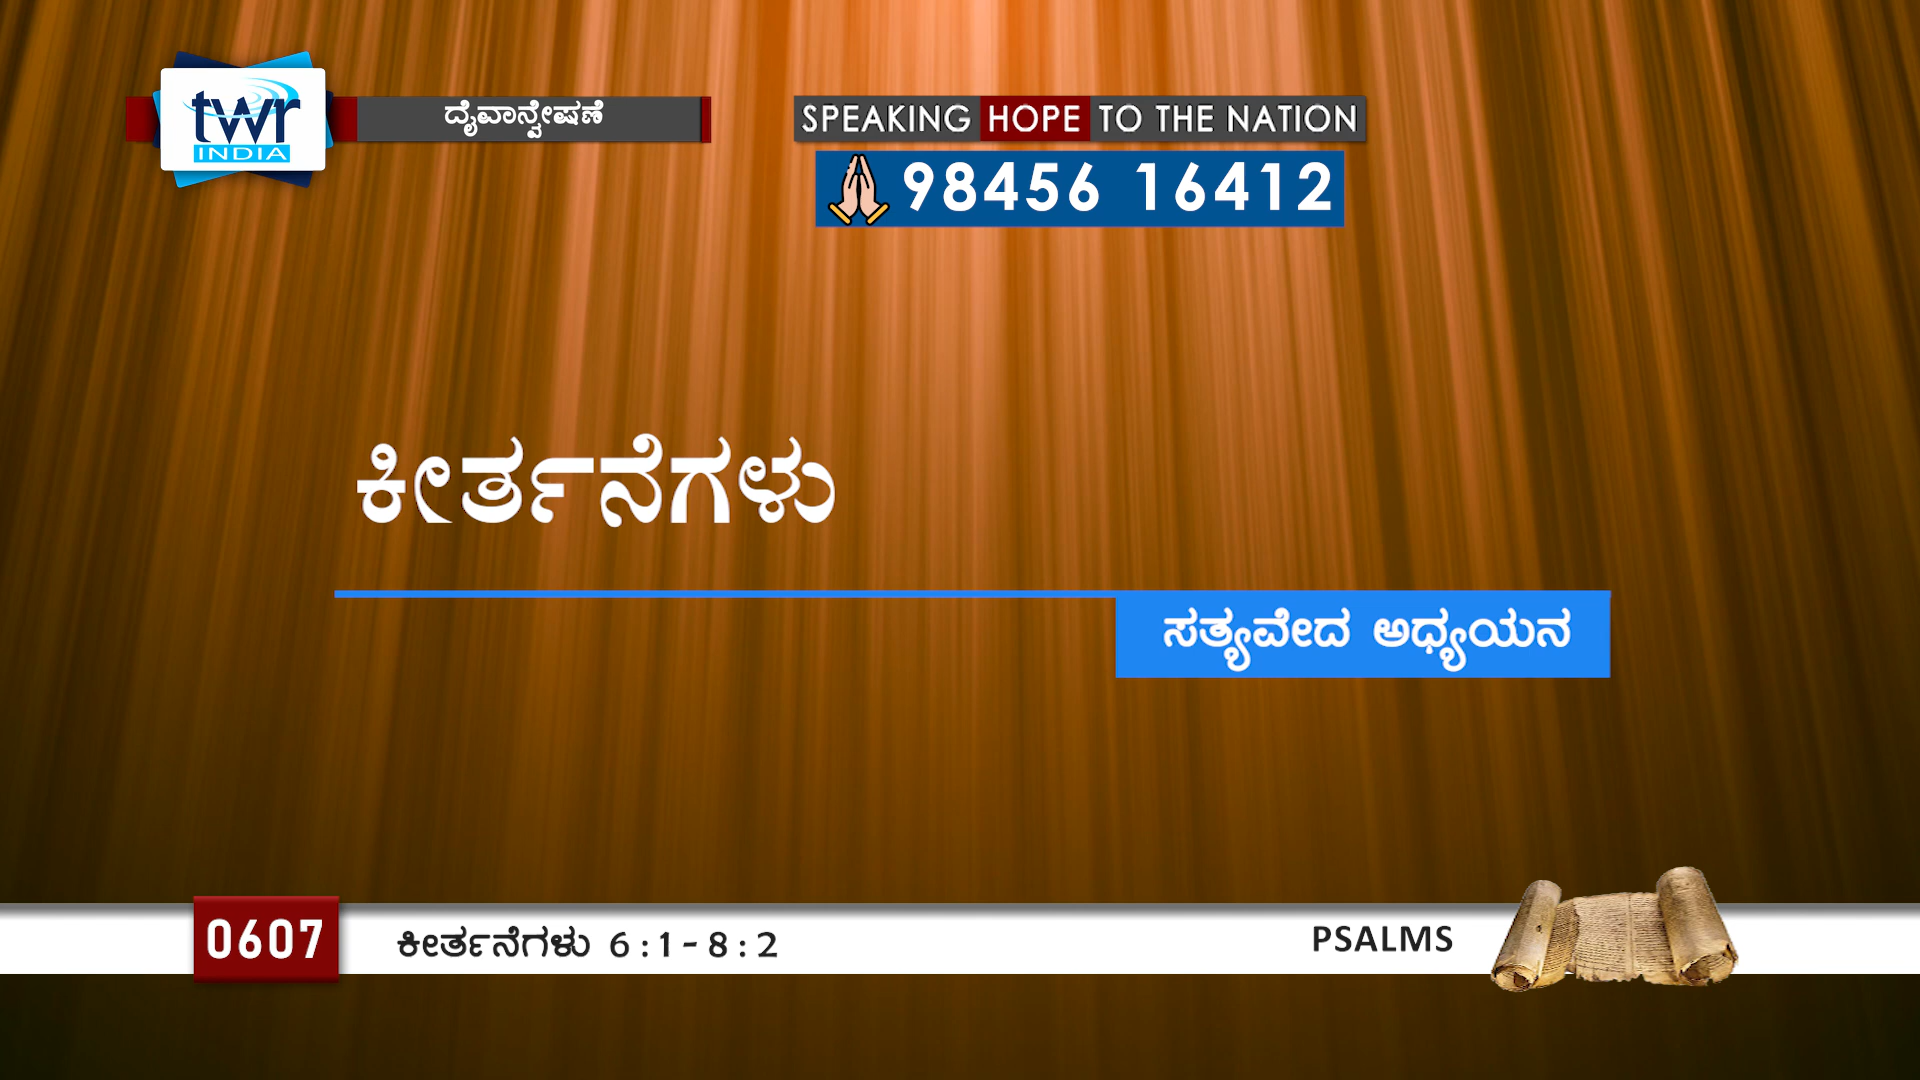 twr
INDIA
ದೈವಾನ್ವೇಷಣೆ
SPEAKING HOPE TO THE NATION
98456 16412
ಕೀರ್ತನೆಗಳು
ಸತ್ಯವೇದ ಅಧ್ಯಯನ
0607
ಕೀರ್ತನೆಗಳು 6:1-8:2
PSALMS